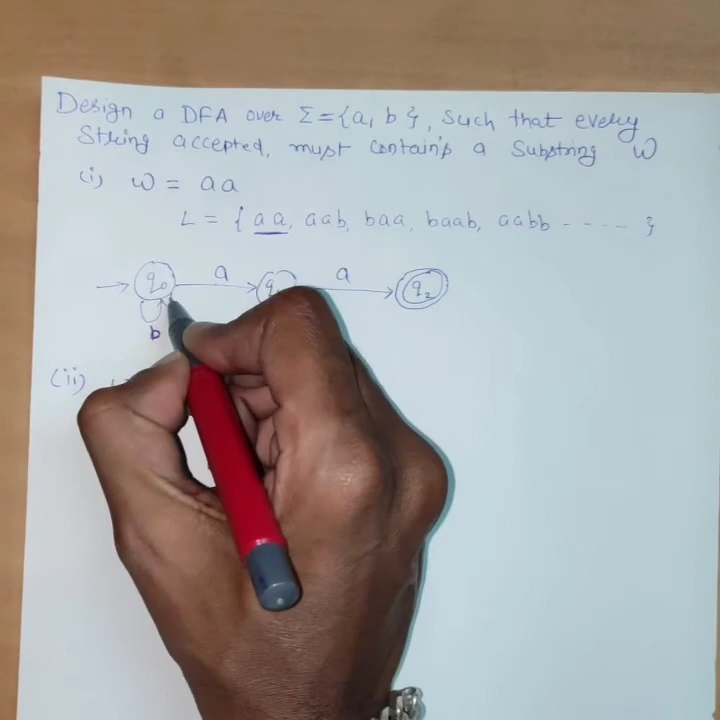 Design a DFA over Σ={a, b}, such that every
String accepted, must contain's a Substring w
(i) w = aa
L = { aa, aab, baa, baab, aabb ----- }
q₀ a a q₂
b
(ii)